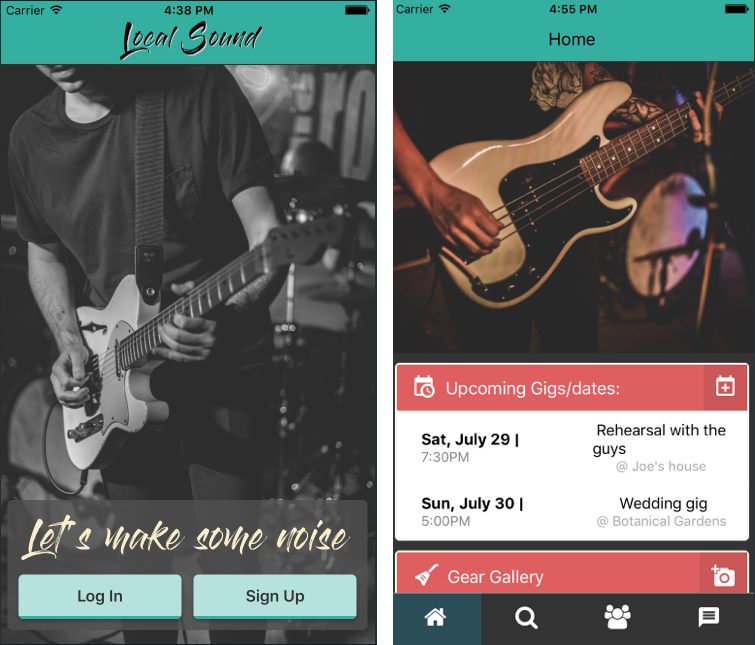 Carrier 4:38 PM
Local Sound
Let's make some noise
Log In Sign Up
Carrier 4:55 PM
Home
Upcoming Gigs/dates:
Sat, July 29 | Rehearsal with the
guys
7:30PM @ Joe's house
Sun, July 30 | Wedding gig
5:00PM @ Botanical Gardens
Gear Gallery